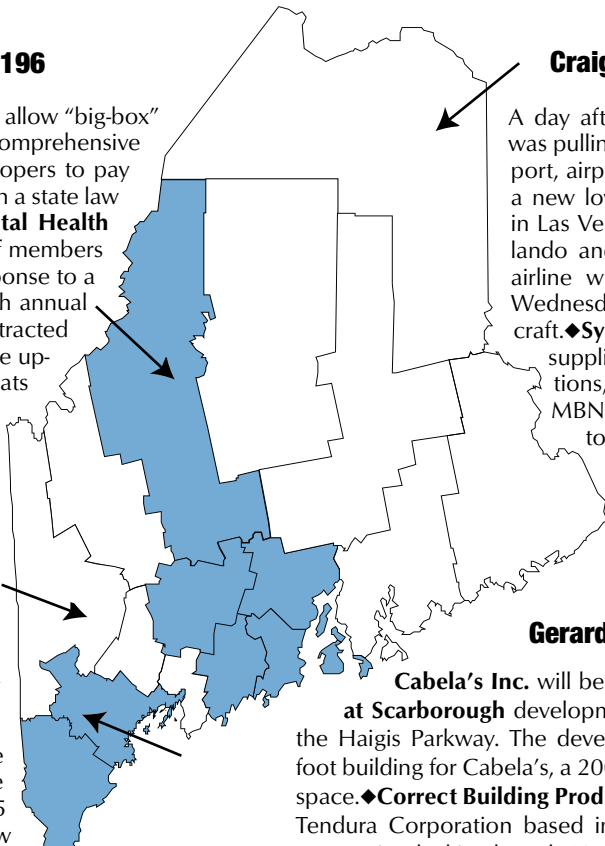 196
allow “big-box”
omprehensive
opers to pay
n a state law
tal Health
f members
onse to a
h annual
tracted
e up-
ats
e
e
5
w
Craig
A day aft
was pullin
port, airp
a new lov
in Las Ve
lando and
airline w
Wednesd
craft.◆Sy
suppli
tions,
MBN
to
Gerard
Cabela’s Inc. will be
at Scarborough developm
the Haigis Parkway. The deve
foot building for Cabela’s, a 200
space.◆Correct Building Prod
Tendura Corporation based in